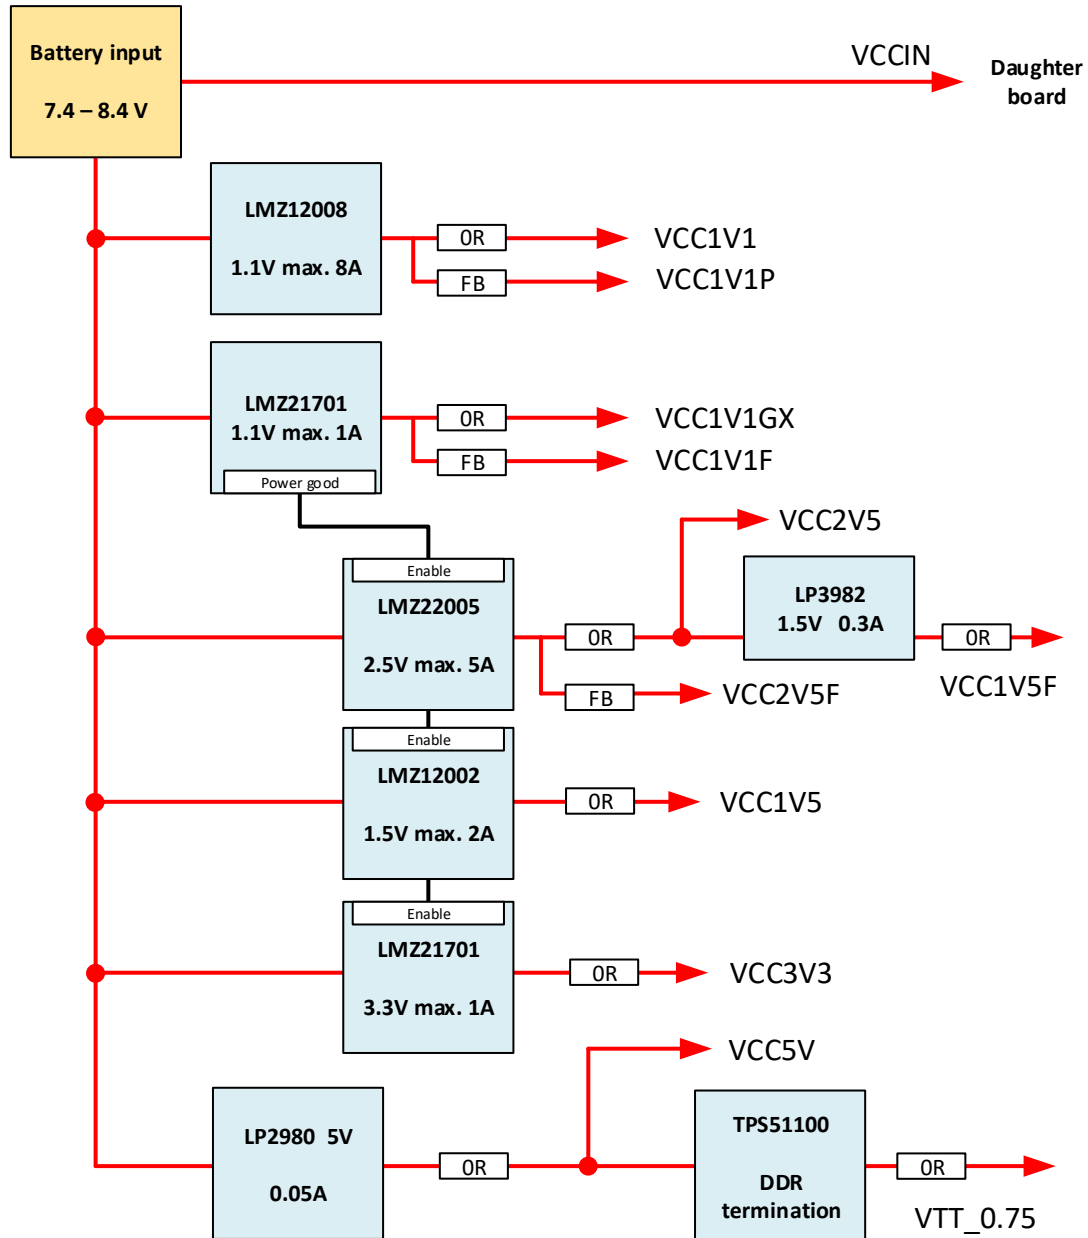 Battery input
7.4 – 8.4 V
VCCIN
Daughter
board
LMZ12008
1.1V max. 8A
0R
VCC1V1
FB
VCC1V1P
LMZ21701
1.1V max. 1A
Power good
0R
VCC1V1GX
FB
VCC1V1F
Enable
LMZ22005
2.5V max. 5A
0R
VCC2V5
FB
VCC2V5F
LP3982
1.5V 0.3A
0R
VCC1V5F
Enable
LMZ12002
1.5V max. 2A
0R
VCC1V5
Enable
LMZ21701
3.3V max. 1A
0R
VCC3V3
LP2980 5V
0.05A
0R
VCC5V
TPS51100
DDR
termination
0R
VTT_0.75